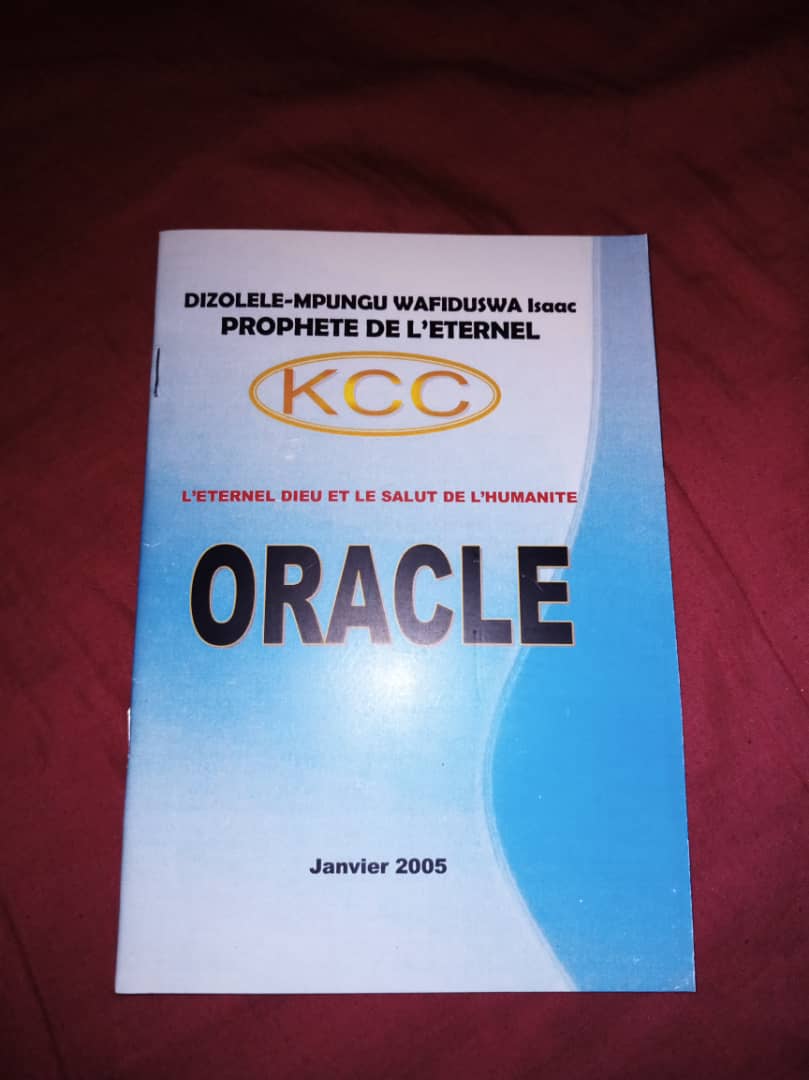 DIZOLELE-MPUNGU WAFIDUSWA Isaac
PROPHETE DE L'ETERNEL
KCC
L'ETERNEL DIEU ET LE SALUT DE L'HUMANITE
ORACLE
Janvier 2005